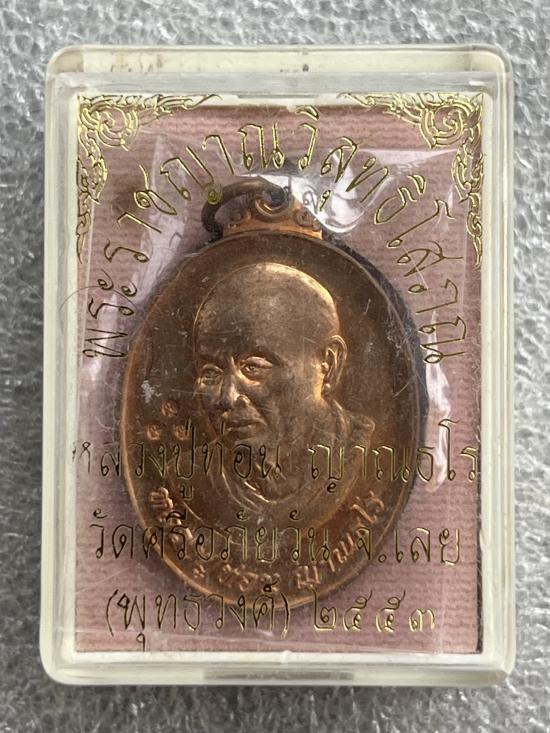 พระราชญาณวิสุทธิโสภณ
หลวงปู่ท่อน ญาณธโร
วัดศรีอภัยวัน จ.เลย
(พุทธวงศ์) ๒๕๕๓